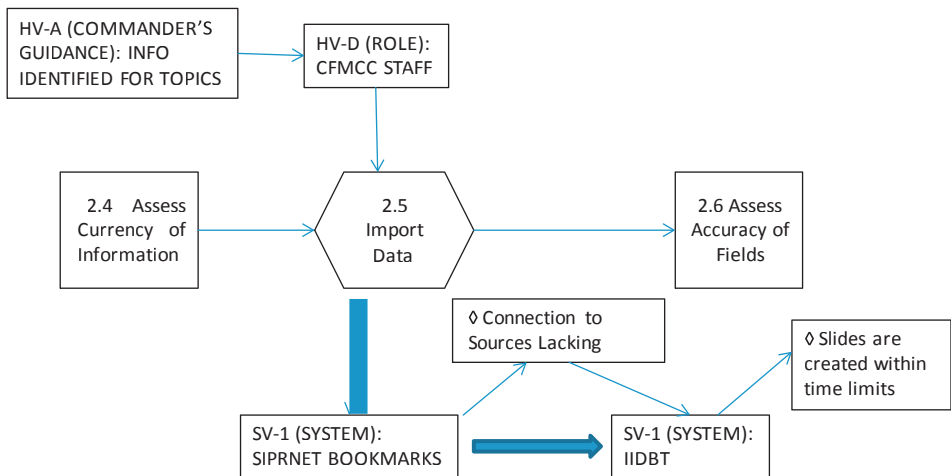 HV-A (COMMANDER’S
GUIDANCE): INFO
IDENTIFIED FOR TOPICS
HV-D (ROLE):
CFMCC STAFF
2.4 Assess
Currency of
Information
2.5
Import
Data
2.6 Assess
Accuracy of
Fields
◊ Connection to
Sources Lacking
◊ Slides are
created within
time limits
SV-1 (SYSTEM):
SIPRNET BOOKMARKS
SV-1 (SYSTEM):
IIDBT